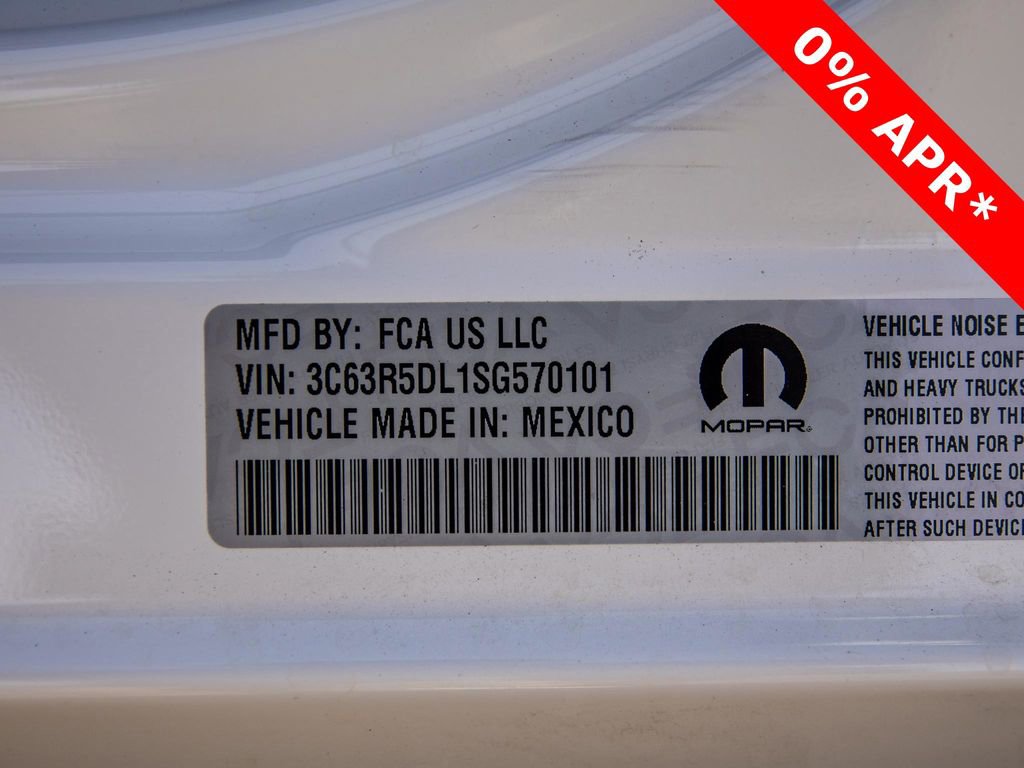 0% APR*
MFD BY: FCA US LLC
VIN: 3C63R5DL1SG570101
VEHICLE MADE IN: MEXICO
MOPAR
VEHICLE NOISE E
THIS VEHICLE CONF
AND HEAVY TRUCKS
PROHIBITED BY THE
OTHER THAN FOR P
CONTROL DEVICE OR
THIS VEHICLE IN CO
AFTER SUCH DEVIC